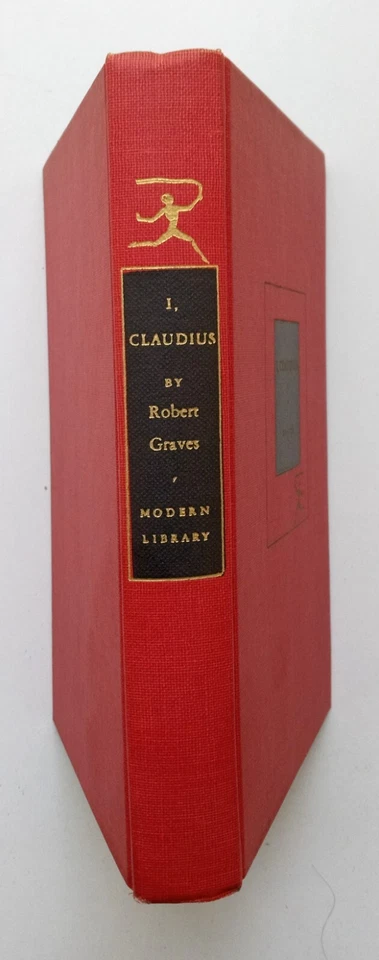 I,
CLAUDIUS
BY
Robert
Graves
MODERN
LIBRARY